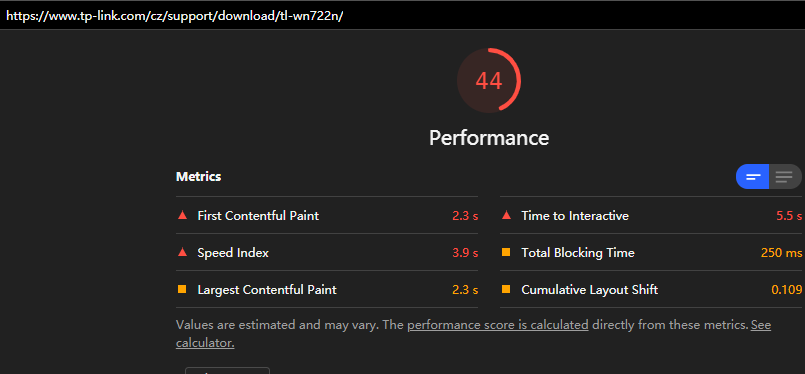 https://www.tp-link.com/cz/support/download/tl-wn722n/
44
Performance
Metrics
First Contentful Paint 2.3 s
Time to Interactive 5.5 s
Speed Index 3.9 s
Total Blocking Time 250 ms
Largest Contentful Paint 2.3 s
Cumulative Layout Shift 0.109
Values are estimated and may vary. The performance score is calculated directly from these metrics. See
calculator.